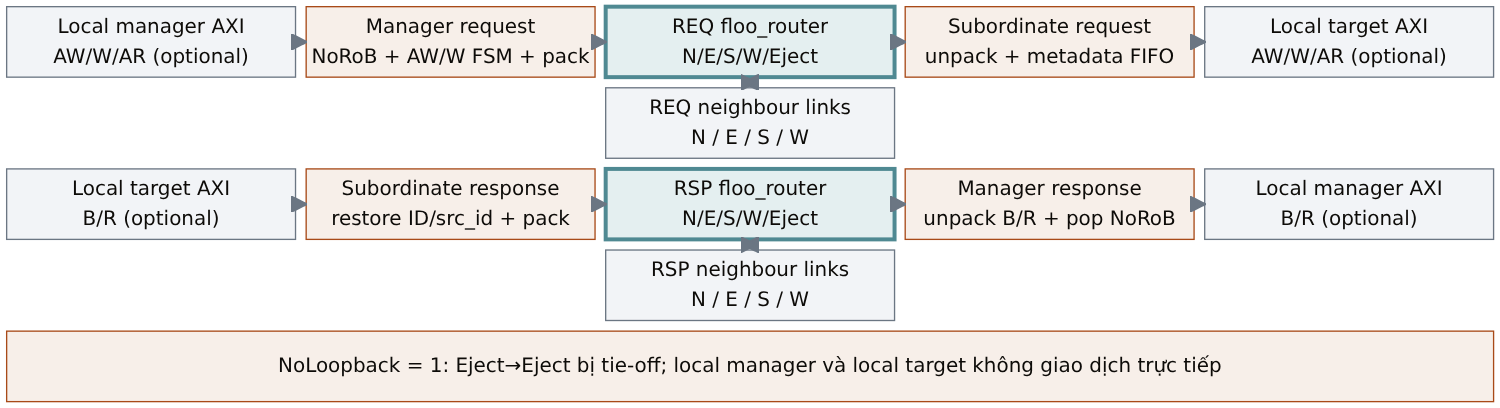 Local manager AXI
AW/W/AR (optional)
Manager request
NoRoB + AW/W FSM + pack
REQ floo_router
N/E/S/W/Eject
Subordinate request
unpack + metadata FIFO
Local target AXI
AW/W/AR (optional)
REQ neighbour links
N / E / S / W
Local target AXI
B/R (optional)
Subordinate response
restore ID/src_id + pack
RSP floo_router
N/E/S/W/Eject
Manager response
unpack B/R + pop NoRoB
Local manager AXI
B/R (optional)
RSP neighbour links
N / E / S / W
NoLoopback = 1: Eject→Eject bị tie-off; local manager và local target không giao dịch trực tiếp